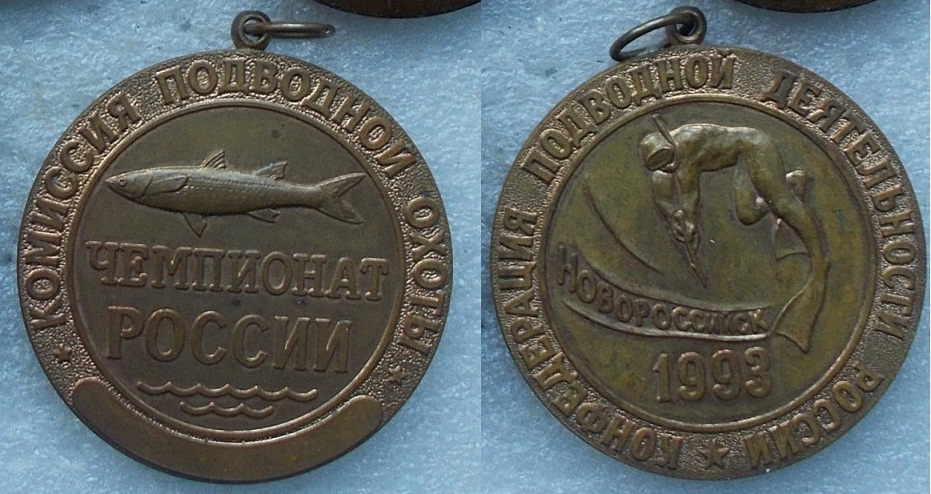 КОМИССИЯ ПОДВОДНОЙ ОХОТЫ
ЧЕМПИОНАТ
РОССИИ
КОНФЕДЕРАЦИЯ ПОДВОДНОЙ ДЕЯТЕЛЬНОСТИ РОССИИ
НОВОРОССИЙСК
1993